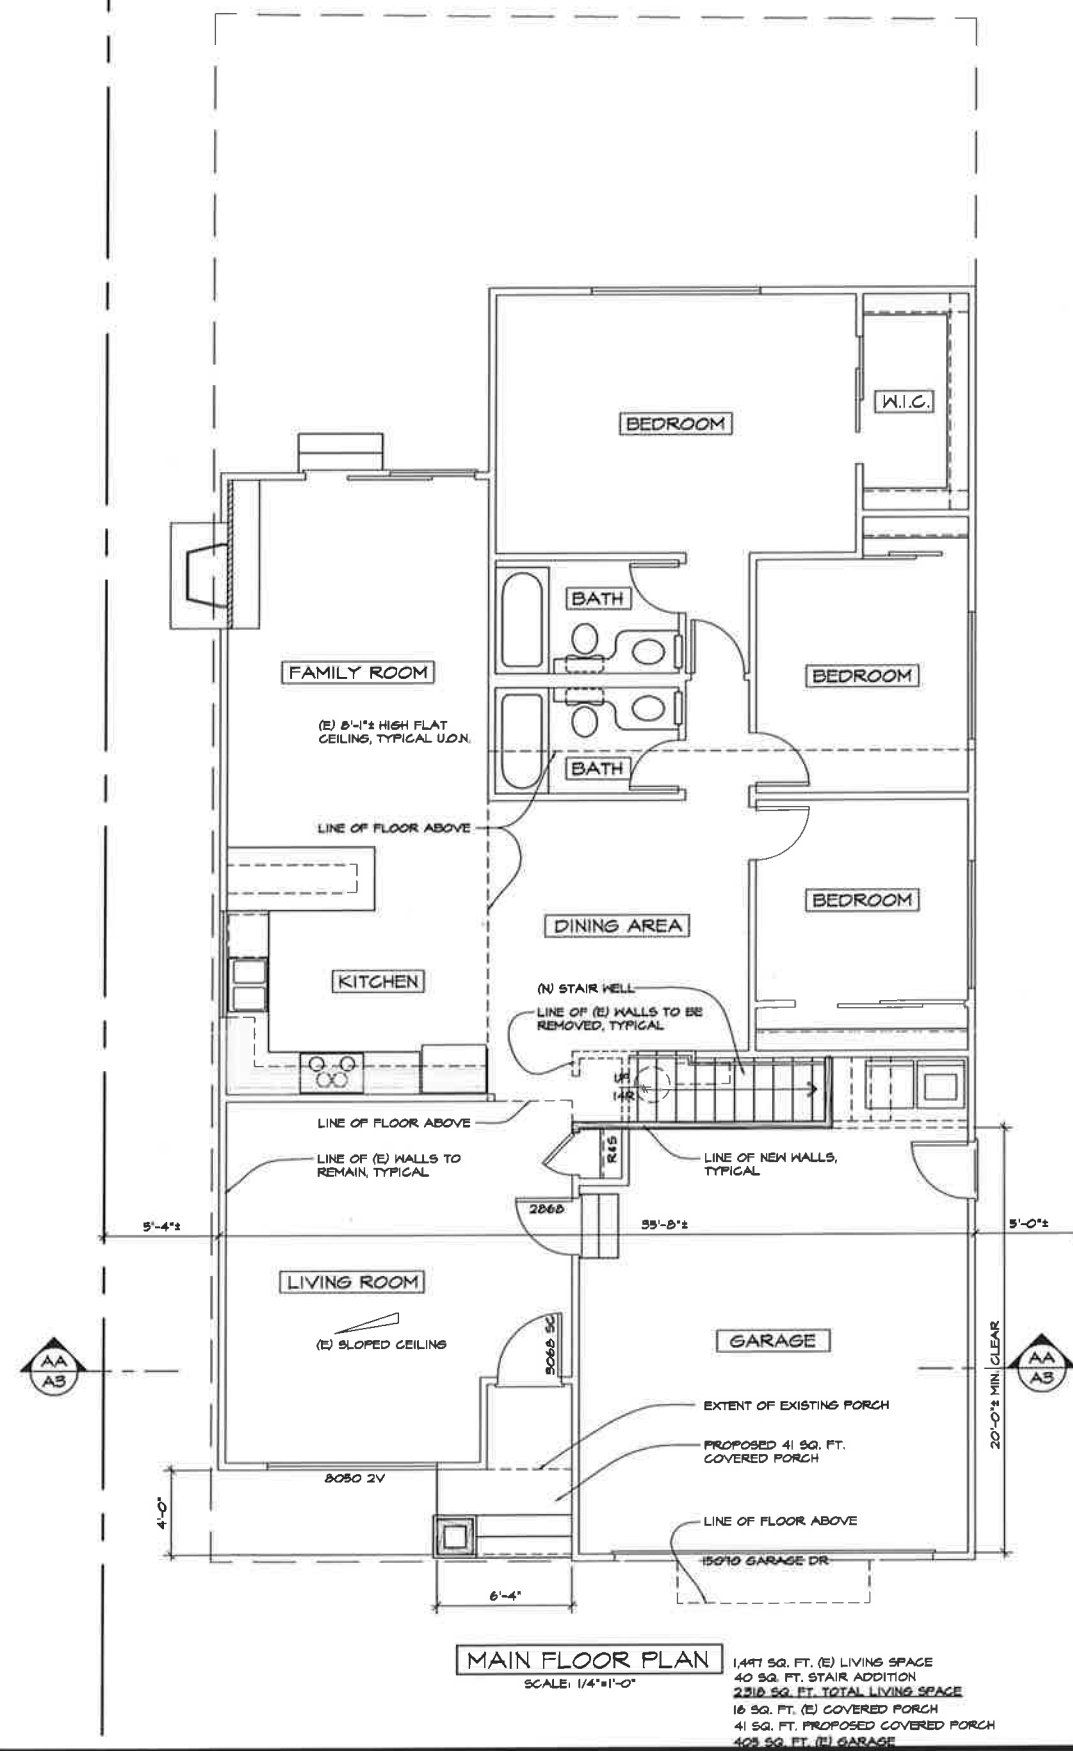 BEDROOM
W.I.C.
BATH
FAMILY ROOM
BEDROOM
(E) 8'-1"± HIGH FLAT
CEILING, TYPICAL U.O.N.
BATH
LINE OF FLOOR ABOVE
BEDROOM
DINING AREA
KITCHEN
(N) STAIR WELL
LINE OF (E) WALLS TO BE
REMOVED, TYPICAL
UP
14R
LINE OF FLOOR ABOVE
LINE OF (E) WALLS TO
REMAIN, TYPICAL
R&S
LINE OF NEW WALLS,
TYPICAL
2868
5'-4"±
35'-8"±
5'-0"±
LIVING ROOM
(E) SLOPED CEILING
3068 SC
GARAGE
20'-0"± MIN. CLEAR
AA
A3
AA
A3
EXTENT OF EXISTING PORCH
PROPOSED 41 SQ. FT.
COVERED PORCH
8050 2V
4'-0"
LINE OF FLOOR ABOVE
15070 GARAGE DR
6'-4"
MAIN FLOOR PLAN
SCALE: 1/4"=1'-0"
1,497 SQ. FT. (E) LIVING SPACE
40 SQ. FT. STAIR ADDITION
2318 SQ. FT. TOTAL LIVING SPACE
16 SQ. FT. (E) COVERED PORCH
41 SQ. FT. PROPOSED COVERED PORCH
405 SQ. FT. (E) GARAGE